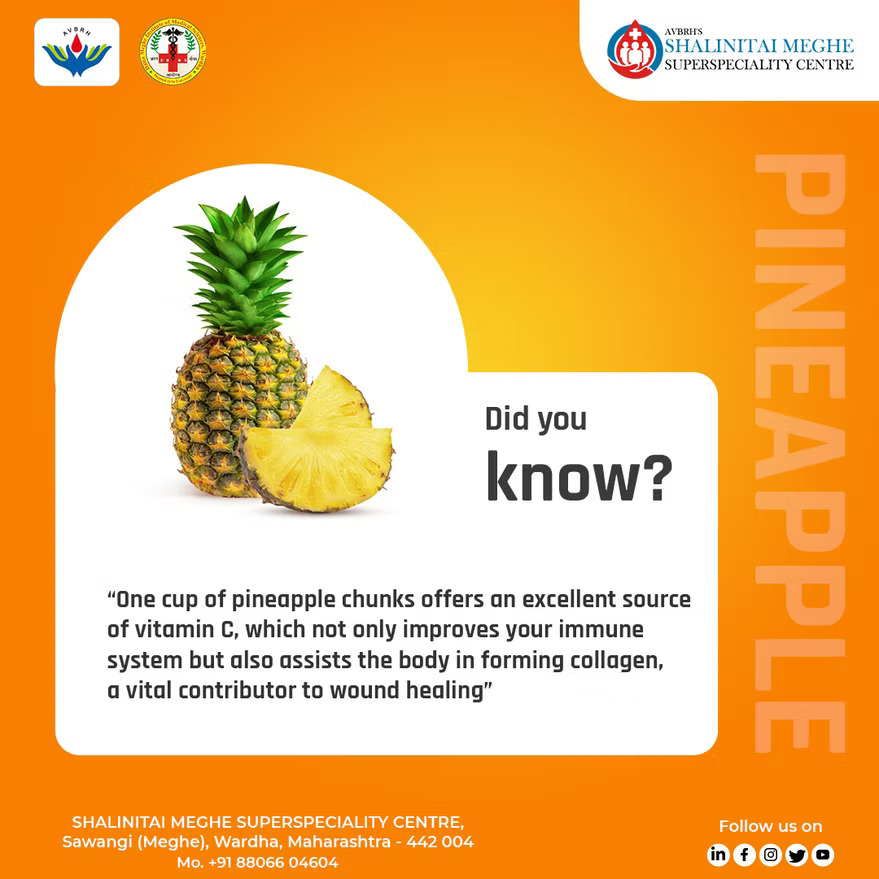 AVBRH
AVBRH'S
SHALINITAI MEGHE
SUPERSPECIALITY CENTRE
PINEAPPLE
Did you
know?
“One cup of pineapple chunks offers an excellent source
of vitamin C, which not only improves your immune
system but also assists the body in forming collagen,
a vital contributor to wound healing”
SHALINITAI MEGHE SUPERSPECIALITY CENTRE,
Sawangi (Meghe), Wardha, Maharashtra - 442 004
Mo. +91 88066 04604
Follow us on